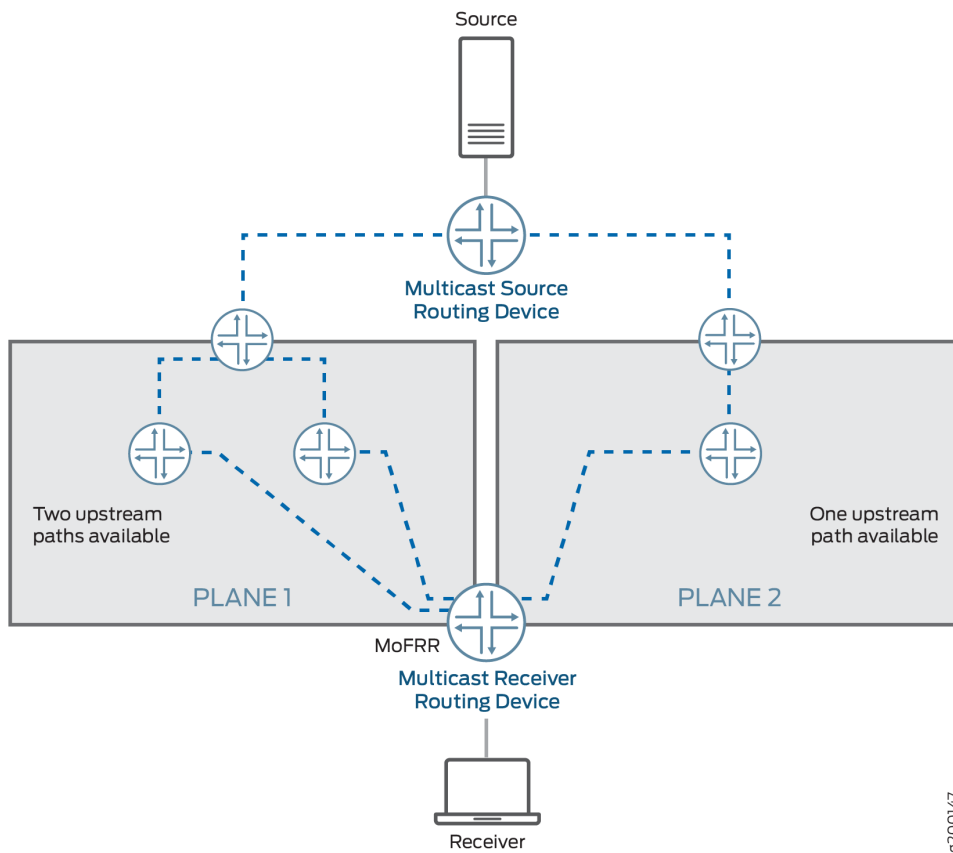 Source
Multicast Source
Routing Device
Two upstream
paths available
One upstream
path available
PLANE 1
PLANE 2
MoFRR
Multicast Receiver
Routing Device
Receiver
g200147